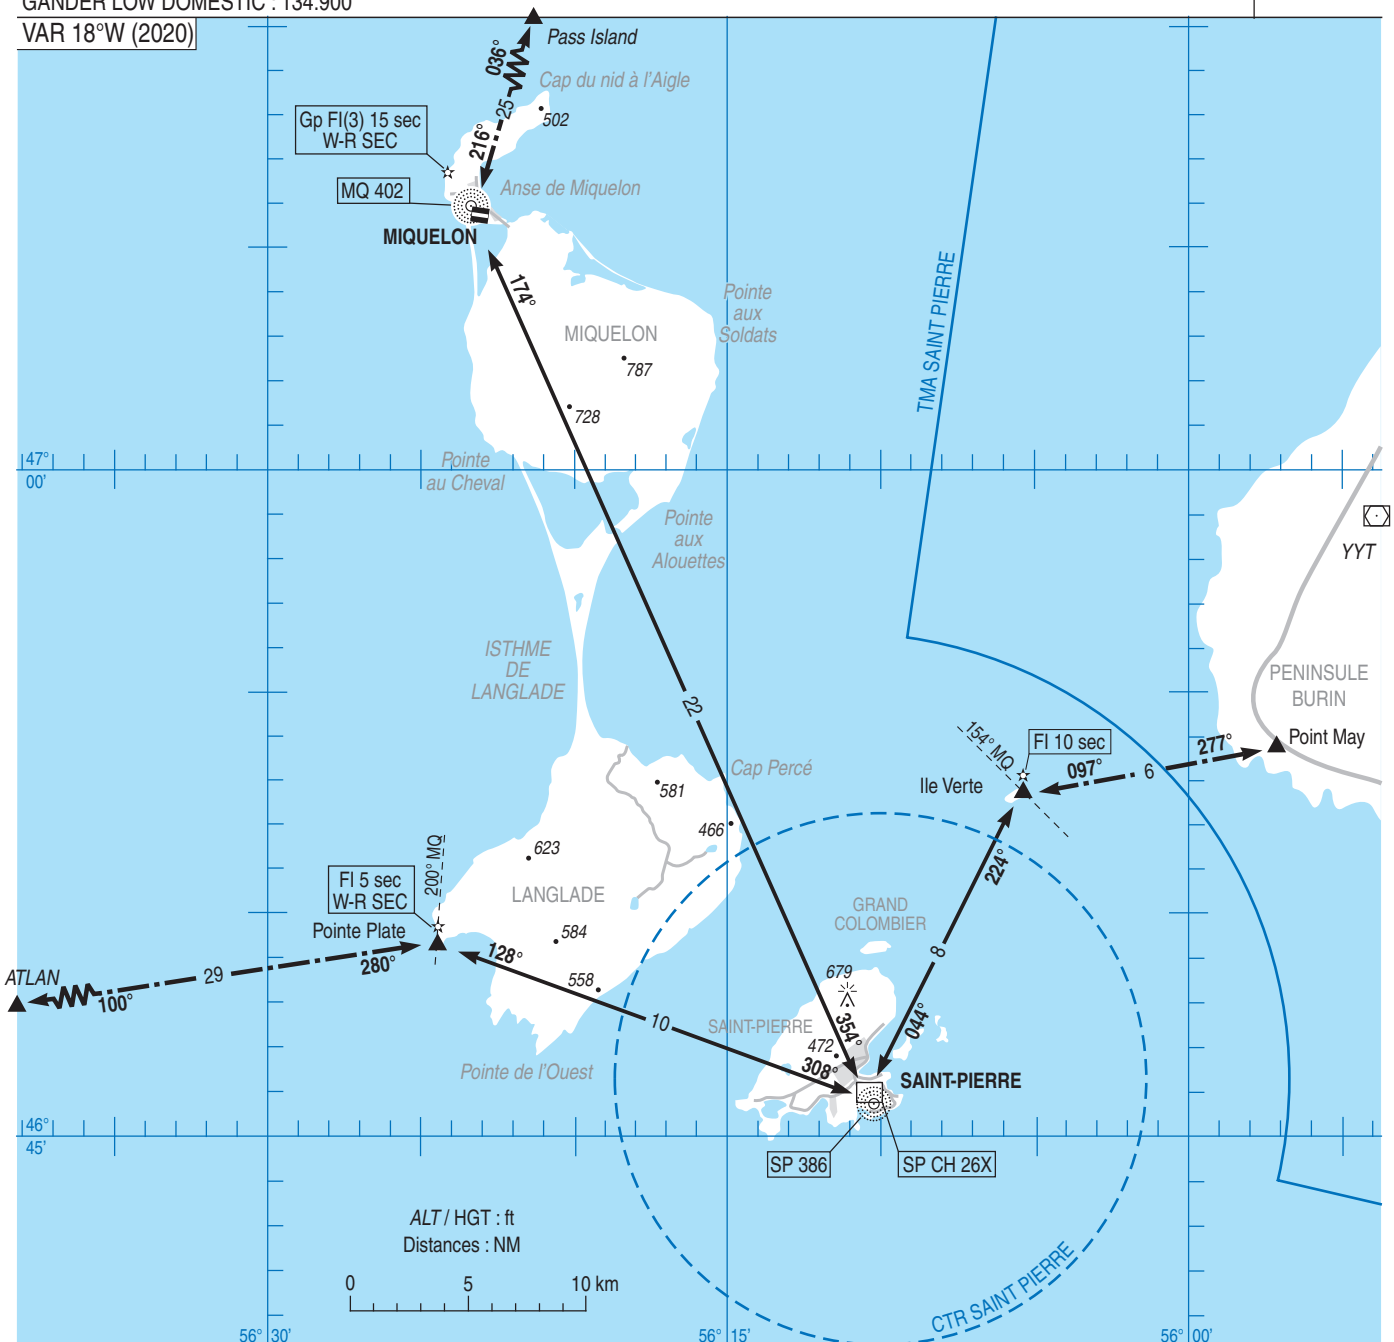 GANDER LOW DOMESTIC : 134.900
VAR 18°W (2020)
Pass Island
036°
Cap du nid à l'Aigle
25
502
Gp Fl(3) 15 sec
W-R SEC
216°
MQ 402
Anse de Miquelon
MIQUELON
174°
Pointe
aux
Soldats
MIQUELON
787
728
TMA SAINT PIERRE
47°
00'
Pointe
au Cheval
Pointe
aux
Alouettes
YYT
ISTHME
DE
LANGLADE
22
PENINSULE
BURIN
154° MQ
Fl 10 sec
277°
Point May
097°
6
Ile Verte
Cap Percé
581
466
623
200° MQ
Fl 5 sec
W-R SEC
LANGLADE
224°
GRAND
COLOMBIER
Pointe Plate
584
128°
8
ATLAN
29
280°
100°
558
679
10
SAINT-PIERRE
354°
044°
472
308°
Pointe de l'Ouest
SAINT-PIERRE
46°
45'
SP 386
SP CH 26X
ALT / HGT : ft
Distances : NM
0 5 10 km
CTR SAINT PIERRE
56° 30'
56° 15'
56° 00'